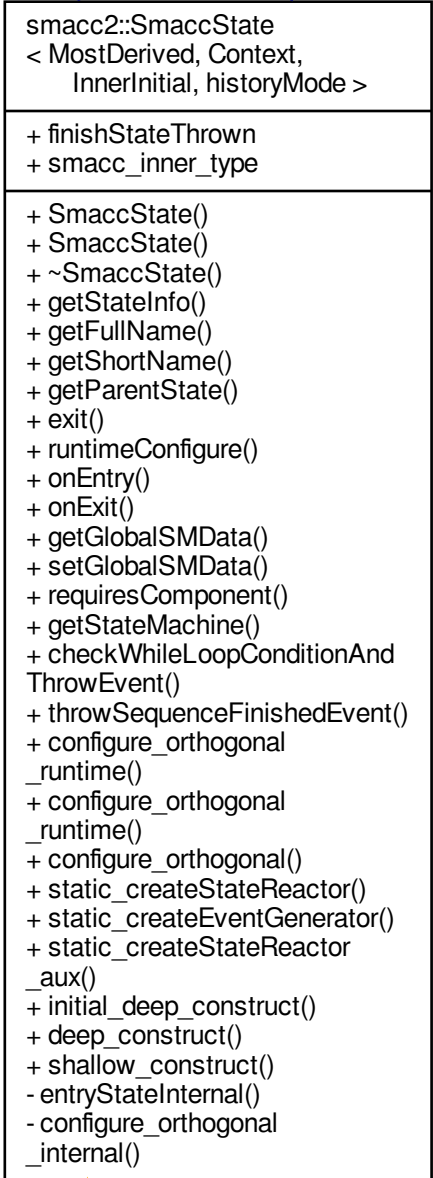 smacc2::SmaccState
< MostDerived, Context,
InnerInitial, historyMode >
+ finishStateThrown
+ smacc_inner_type
+ SmaccState()
+ SmaccState()
+ ~SmaccState()
+ getStateInfo()
+ getFullName()
+ getShortName()
+ getParentState()
+ exit()
+ runtimeConfigure()
+ onEntry()
+ onExit()
+ getGlobalSMData()
+ setGlobalSMData()
+ requiresComponent()
+ getStateMachine()
+ checkWhileLoopConditionAnd
ThrowEvent()
+ throwSequenceFinishedEvent()
+ configure_orthogonal
_runtime()
+ configure_orthogonal
_runtime()
+ configure_orthogonal()
+ static_createStateReactor()
+ static_createEventGenerator()
+ static_createStateReactor
_aux()
+ initial_deep_construct()
+ deep_construct()
+ shallow_construct()
- entryStateInternal()
- configure_orthogonal
_internal()